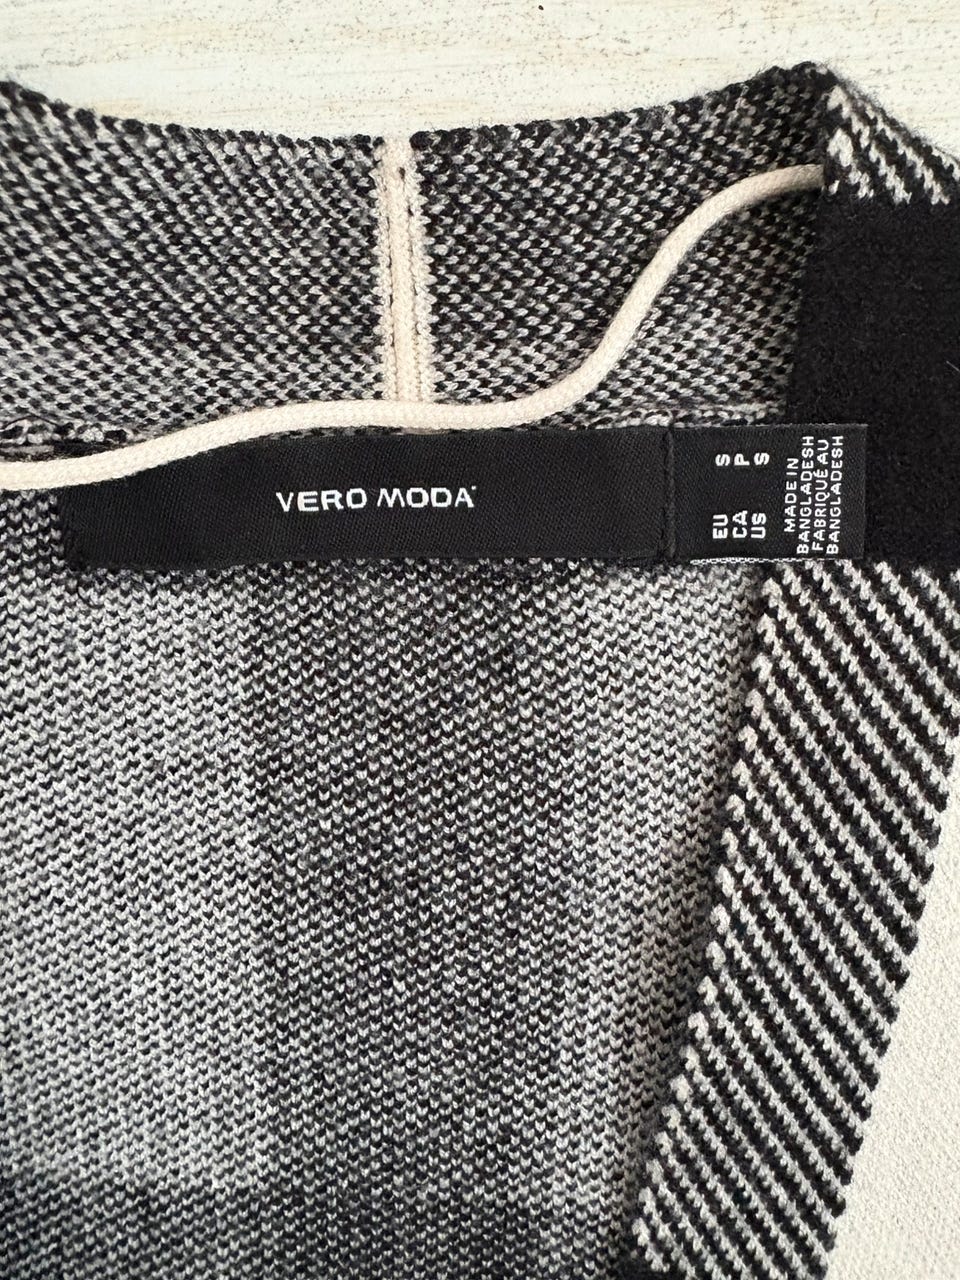 VERO MODA
EU S
CA P
US S
MADE IN
BANGLADESH
FABRIQUÉ AU
BANGLADESH